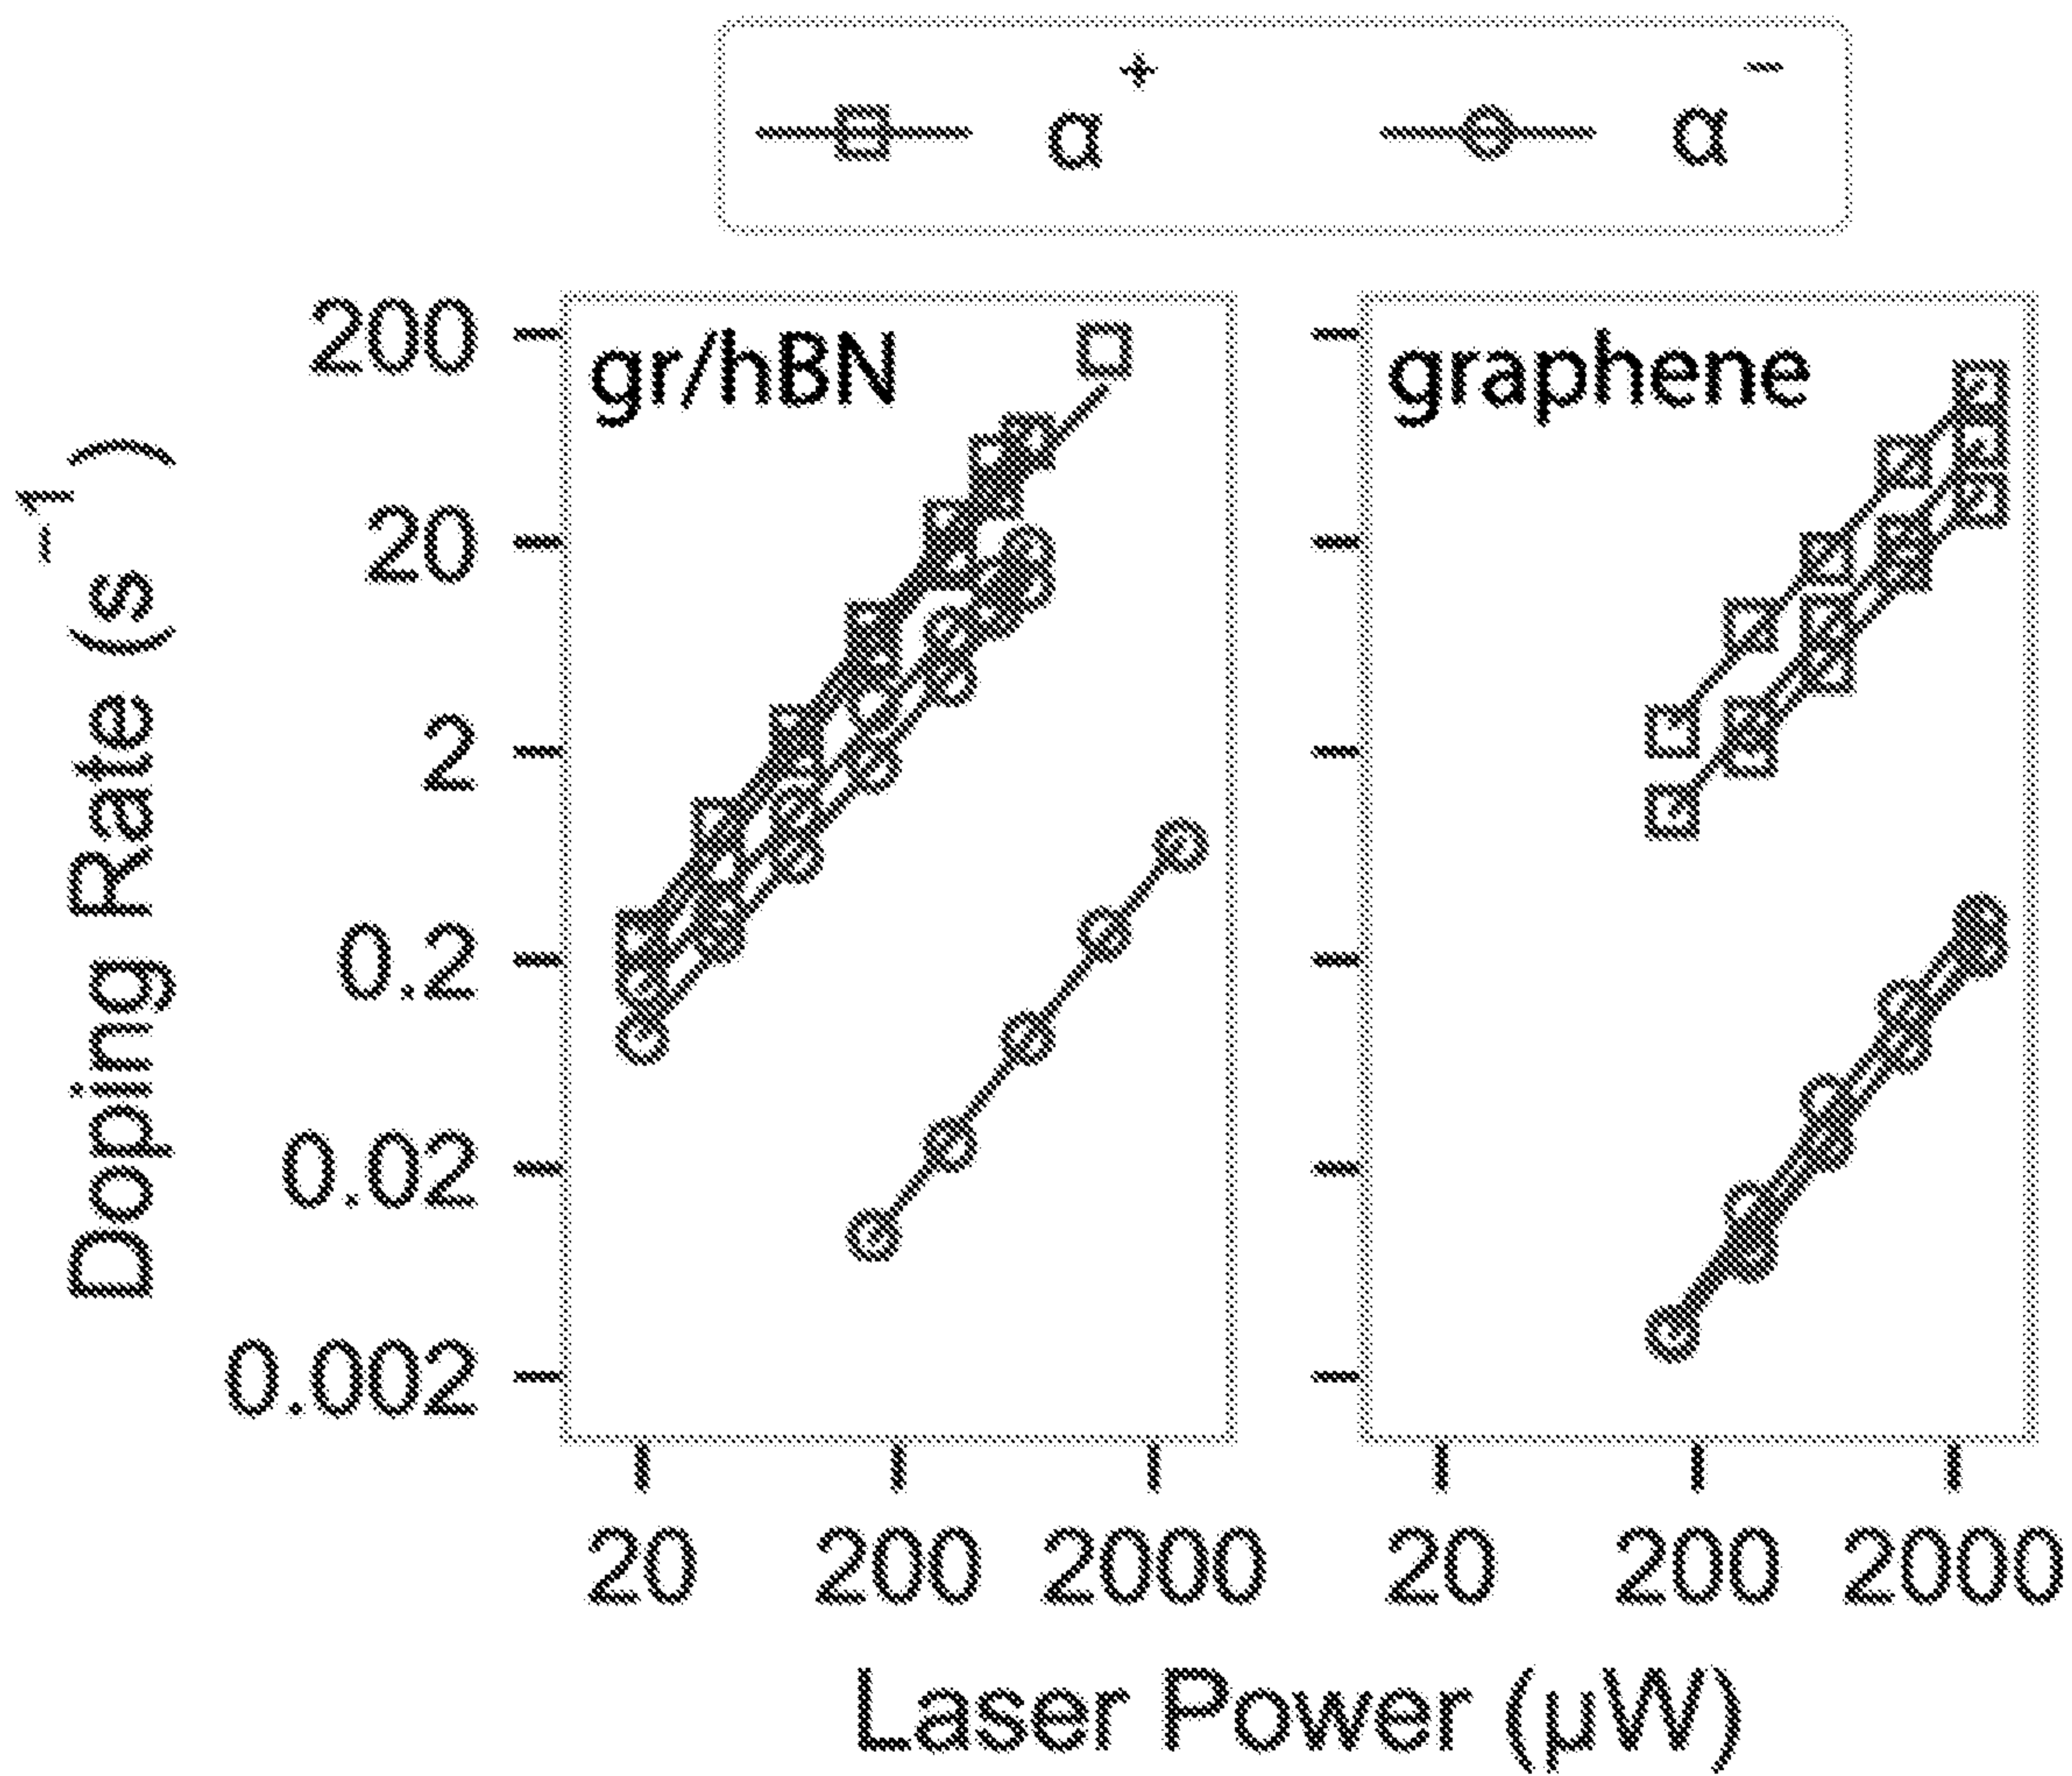 α⁺ α⁻
gr/hBN graphene
Doping Rate (s⁻¹)
200
20
2
0.2
0.02
0.002
20 200 2000 20 200 2000
Laser Power (μW)